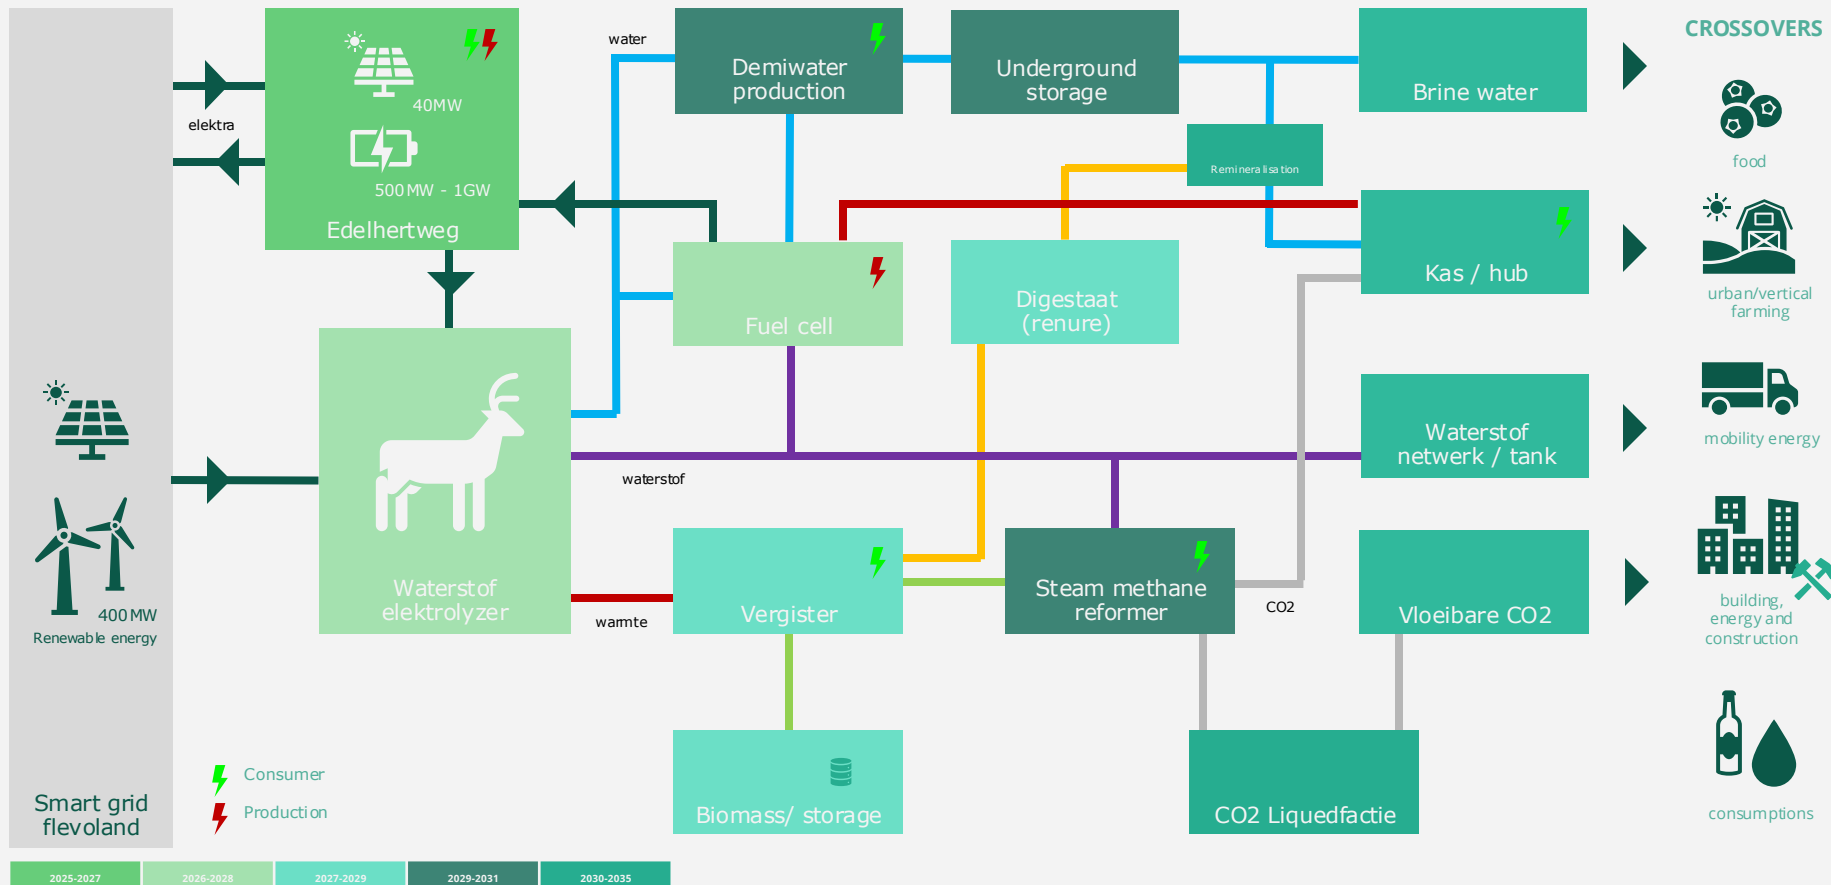 CROSSOVERS
water
Demiwater
production
Underground
storage
Brine water
40MW
elektra
500MW - 1GW
Edelhertweg
Remineralisation
food
Kas / hub
urban/vertical
farming
Fuel cell
Digestaat
(renure)
Waterstof
netwerk / tank
mobility energy
waterstof
Waterstof
elektrolyzer
warmte
Vergister
Steam methane
reformer
CO2
Vloeibare CO2
building,
energy and
construction
400MW
Renewable energy
Smart grid
flevoland
Consumer
Production
Biomass/ storage
CO2 Liquedfactie
consumptions
2025-2027
2026-2028
2027-2029
2029-2031
2030-2035